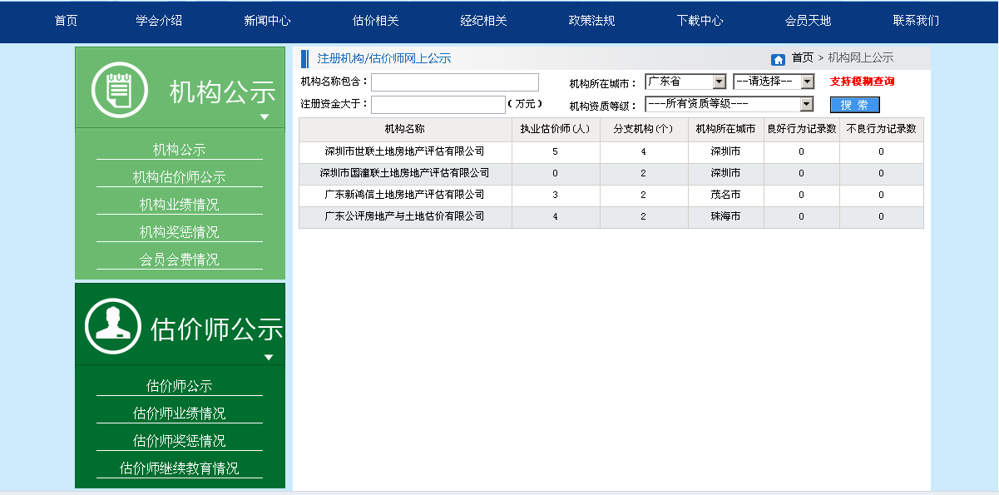 首页 学会介绍 新闻中心 估价相关 经纪相关 政策法规 下载中心 会员天地 联系我们
机构公示
机构公示
机构估价师公示
机构业绩情况
机构奖惩情况
会员会费情况
估价师公示
估价师公示
估价师业绩情况
估价师奖惩情况
估价师继续教育情况
注册机构/估价师网上公示 首页 > 机构网上公示
机构名称包含： 机构所在城市： 广东省 --请选择-- 支持模糊查询
注册资金大于： (万元) 机构资质等级： ---所有资质等级--- 搜 索
机构名称 执业估价师(人) 分支机构(个) 机构所在城市 良好行为记录数 不良行为记录数
深圳市世联土地房地产评估有限公司 5 4 深圳市 0 0
深圳市国潼联土地房地产评估有限公司 0 2 深圳市 0 0
广东新鸿信土地房地产评估有限公司 3 2 茂名市 0 0
广东公评房地产与土地估价有限公司 4 2 珠海市 0 0